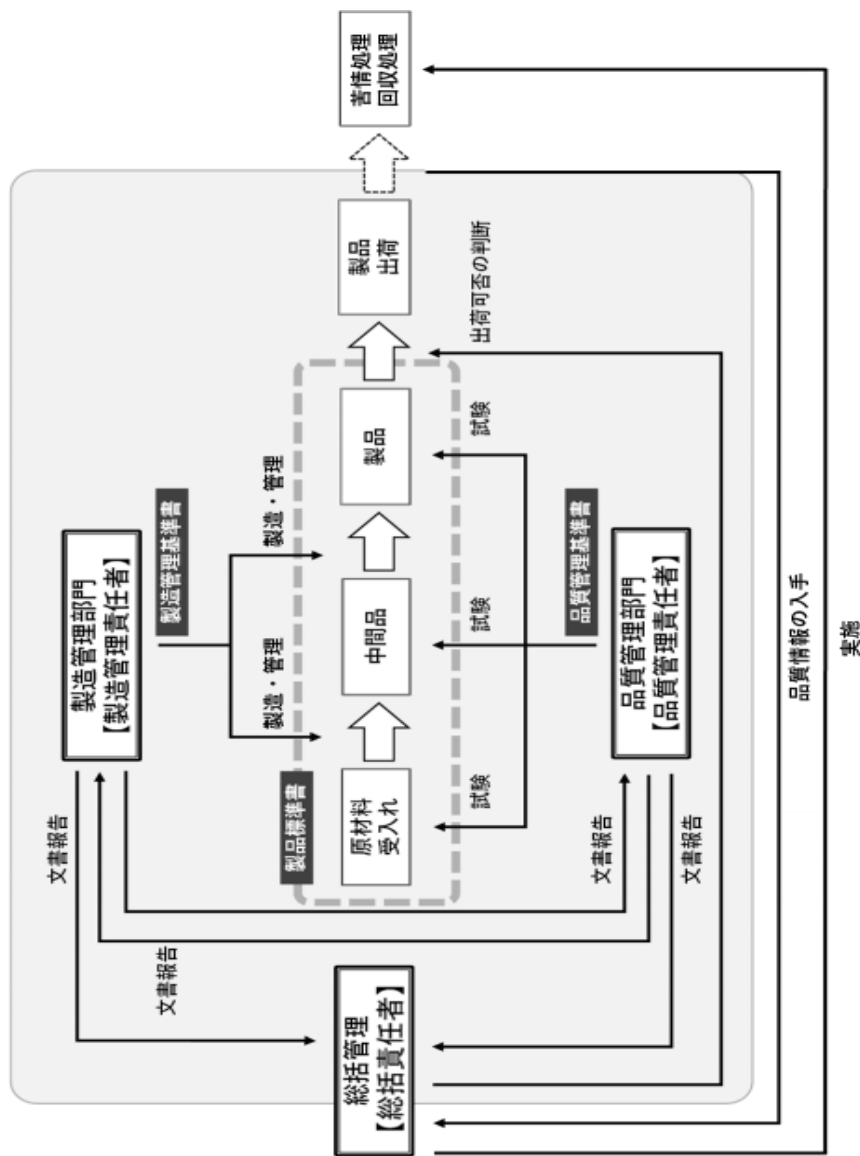 製造管理部門
【製造管理責任者】
製造管理基準書
文書報告
文書報告
製造・管理
製造・管理
製品標準書
総括管理
【総括責任者】
原材料
受入れ
中間品
製品
製品
出荷
苦情処理
回収処理
試験
試験
試験
出荷可否の判断
文書報告
文書報告
品質管理基準書
品質管理部門
【品質管理責任者】
品質情報の入手
実施